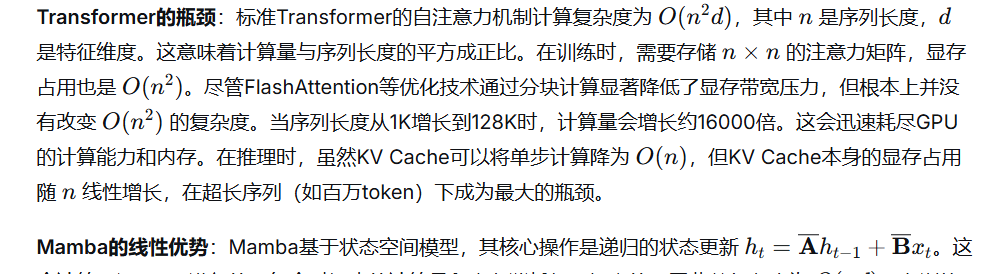 Transformer的瓶颈：标准Transformer的自注意力机制计算复杂度为 O(n²d)，其中 n 是序列长度，d
是特征维度。这意味着计算量与序列长度的平方成正比。在训练时，需要存储 n × n 的注意力矩阵，显存
占用也是 O(n²)。尽管FlashAttention等优化技术通过分块计算显著降低了显存带宽压力，但根本上并没
有改变 O(n²) 的复杂度。当序列长度从1K增长到128K时，计算量会增长约16000倍。这会迅速耗尽GPU
的计算能力和内存。在推理时，虽然KV Cache可以将单步计算降为 O(n)，但KV Cache本身的显存占用
随 n 线性增长，在超长序列（如百万token）下成为最大的瓶颈。
Mamba的线性优势：Mamba基于状态空间模型，其核心操作是递归的状态更新 hₜ = A̅hₜ₋₁ + B̅xₜ。这